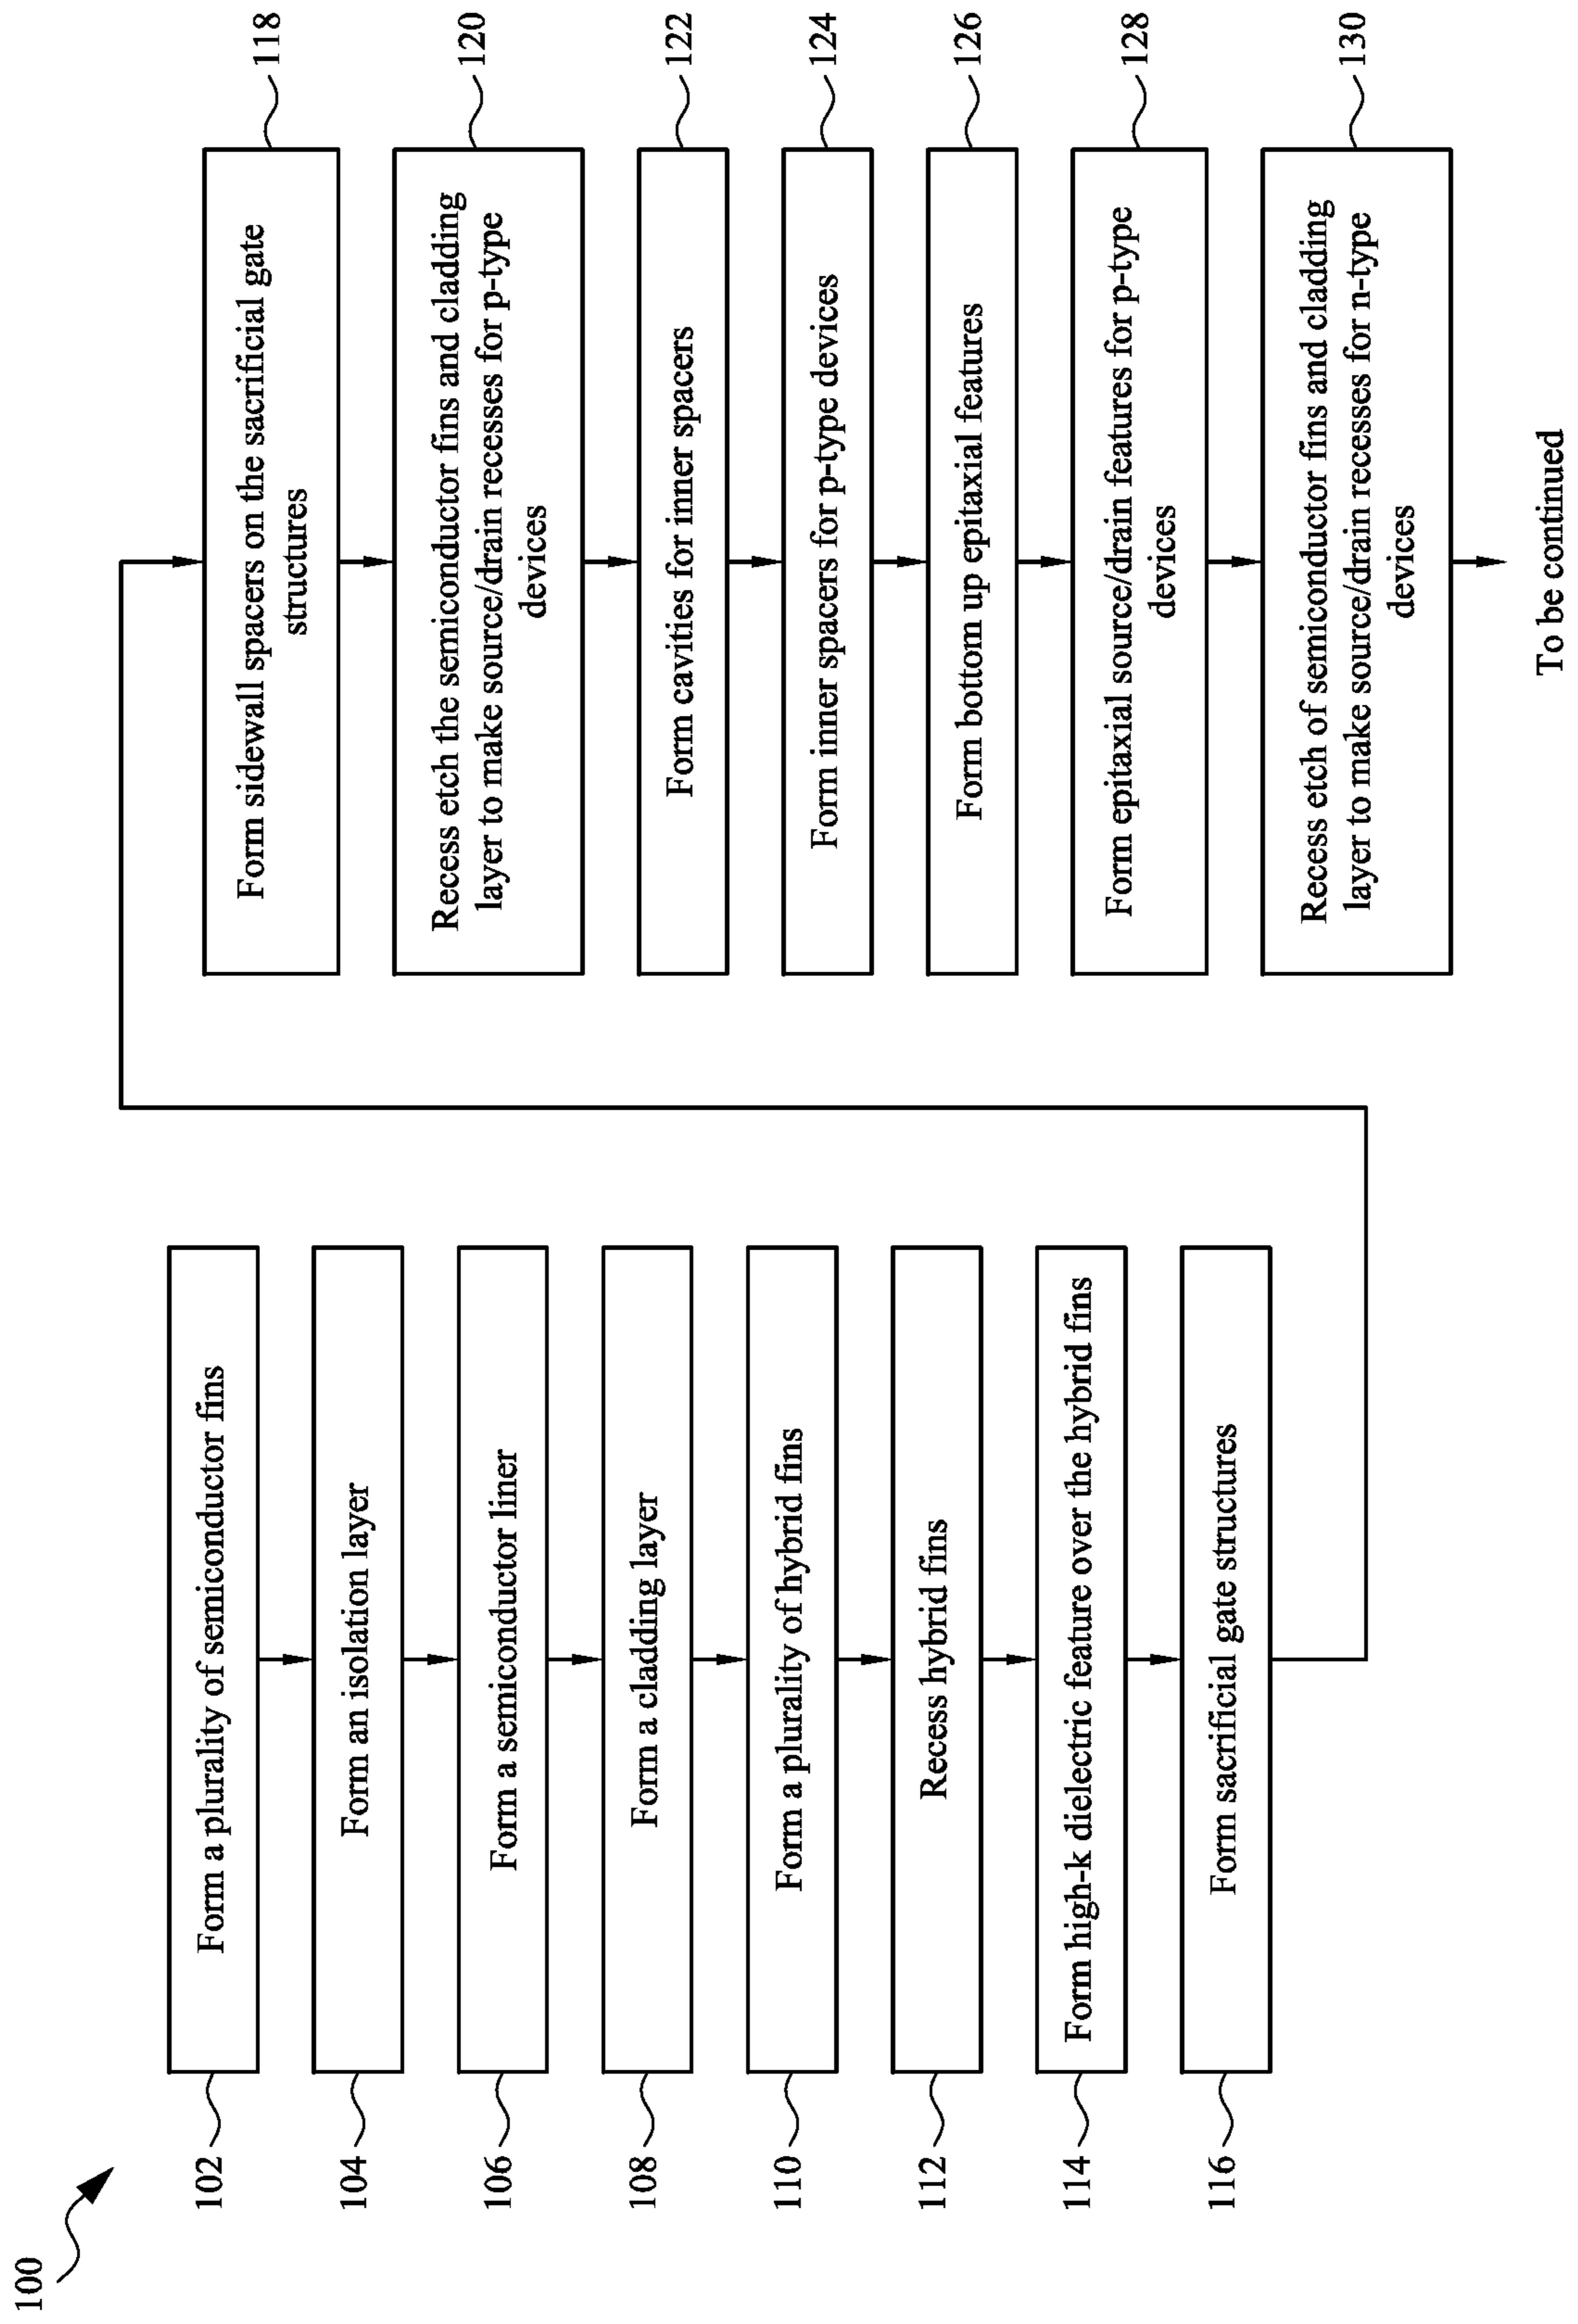 100
102
Form a plurality of semiconductor fins
104
Form an isolation layer
106
Form a semiconductor liner
108
Form a cladding layer
110
Form a plurality of hybrid fins
112
Recess hybrid fins
114
Form high-k dielectric feature over the hybrid fins
116
Form sacrificial gate structures
Form sidewall spacers on the sacrificial gate
structures
118
Recess etch the semiconductor fins and cladding
layer to make source/drain recesses for p-type
devices
120
Form cavities for inner spacers
122
Form inner spacers for p-type devices
124
Form bottom up epitaxial features
126
Form epitaxial source/drain features for p-type
devices
128
Recess etch of semiconductor fins and cladding
layer to make source/drain recesses for n-type
devices
130
To be continued